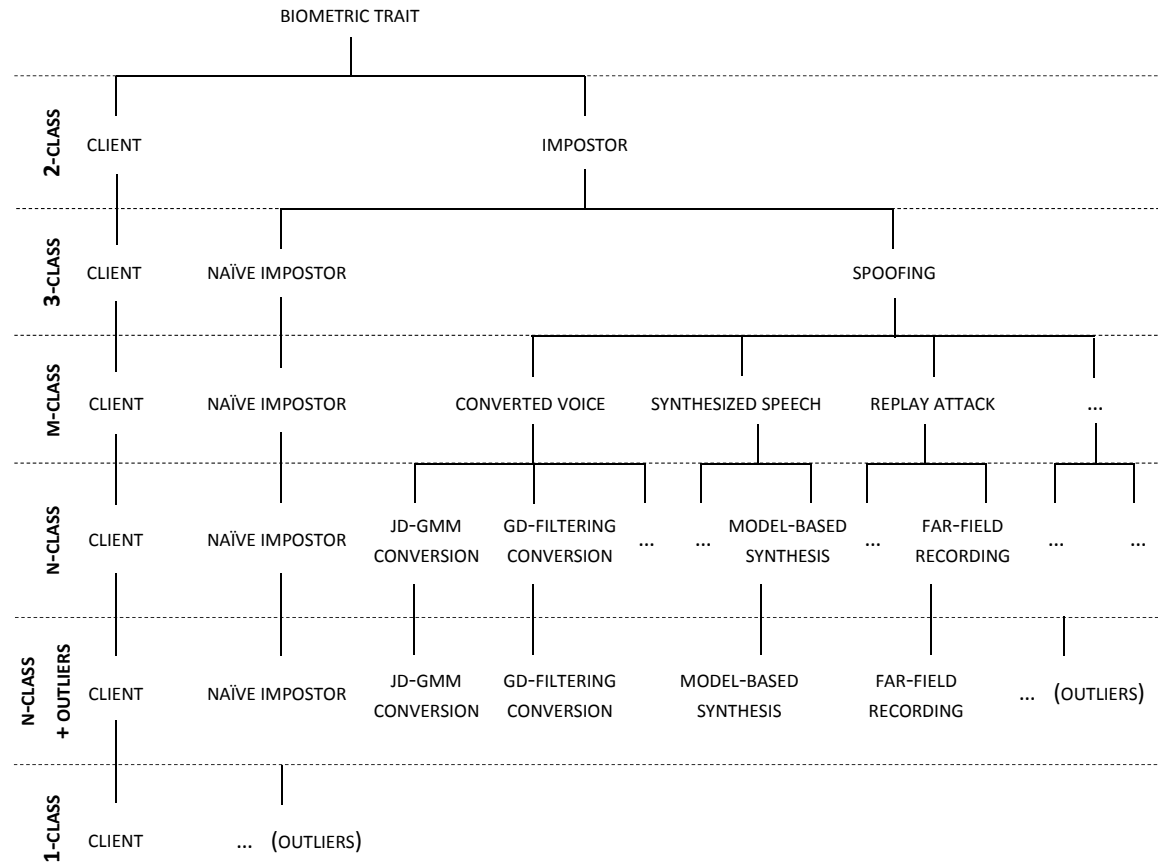 BIOMETRIC TRAIT
2-CLASS
CLIENT
IMPOSTOR
3-CLASS
CLIENT
NAÏVE IMPOSTOR
SPOOFING
M-CLASS
CLIENT
NAÏVE IMPOSTOR
CONVERTED VOICE
SYNTHESIZED SPEECH
REPLAY ATTACK
...
N-CLASS
CLIENT
NAÏVE IMPOSTOR
JD-GMM
CONVERSION
GD-FILTERING
CONVERSION
...
...
MODEL-BASED
SYNTHESIS
...
FAR-FIELD
RECORDING
...
...
N-CLASS
+ OUTLIERS
CLIENT
NAÏVE IMPOSTOR
JD-GMM
CONVERSION
GD-FILTERING
CONVERSION
MODEL-BASED
SYNTHESIS
FAR-FIELD
RECORDING
... (OUTLIERS)
1-CLASS
CLIENT
... (OUTLIERS)